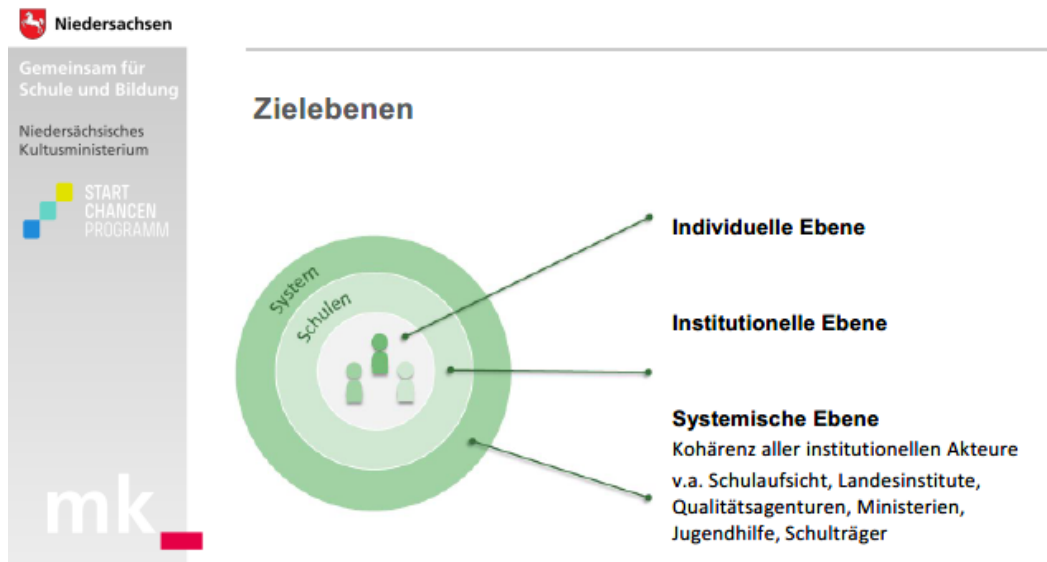 Niedersachsen
Gemeinsam für
Schule und Bildung
Niedersächsisches
Kultusministerium
START
CHANCEN
PROGRAMM
mk
Zielebenen
System
Schulen
Individuelle Ebene
Institutionelle Ebene
Systemische Ebene
Kohärenz aller institutionellen Akteure
v.a. Schulaufsicht, Landesinstitute,
Qualitätsagenturen, Ministerien,
Jugendhilfe, Schulträger